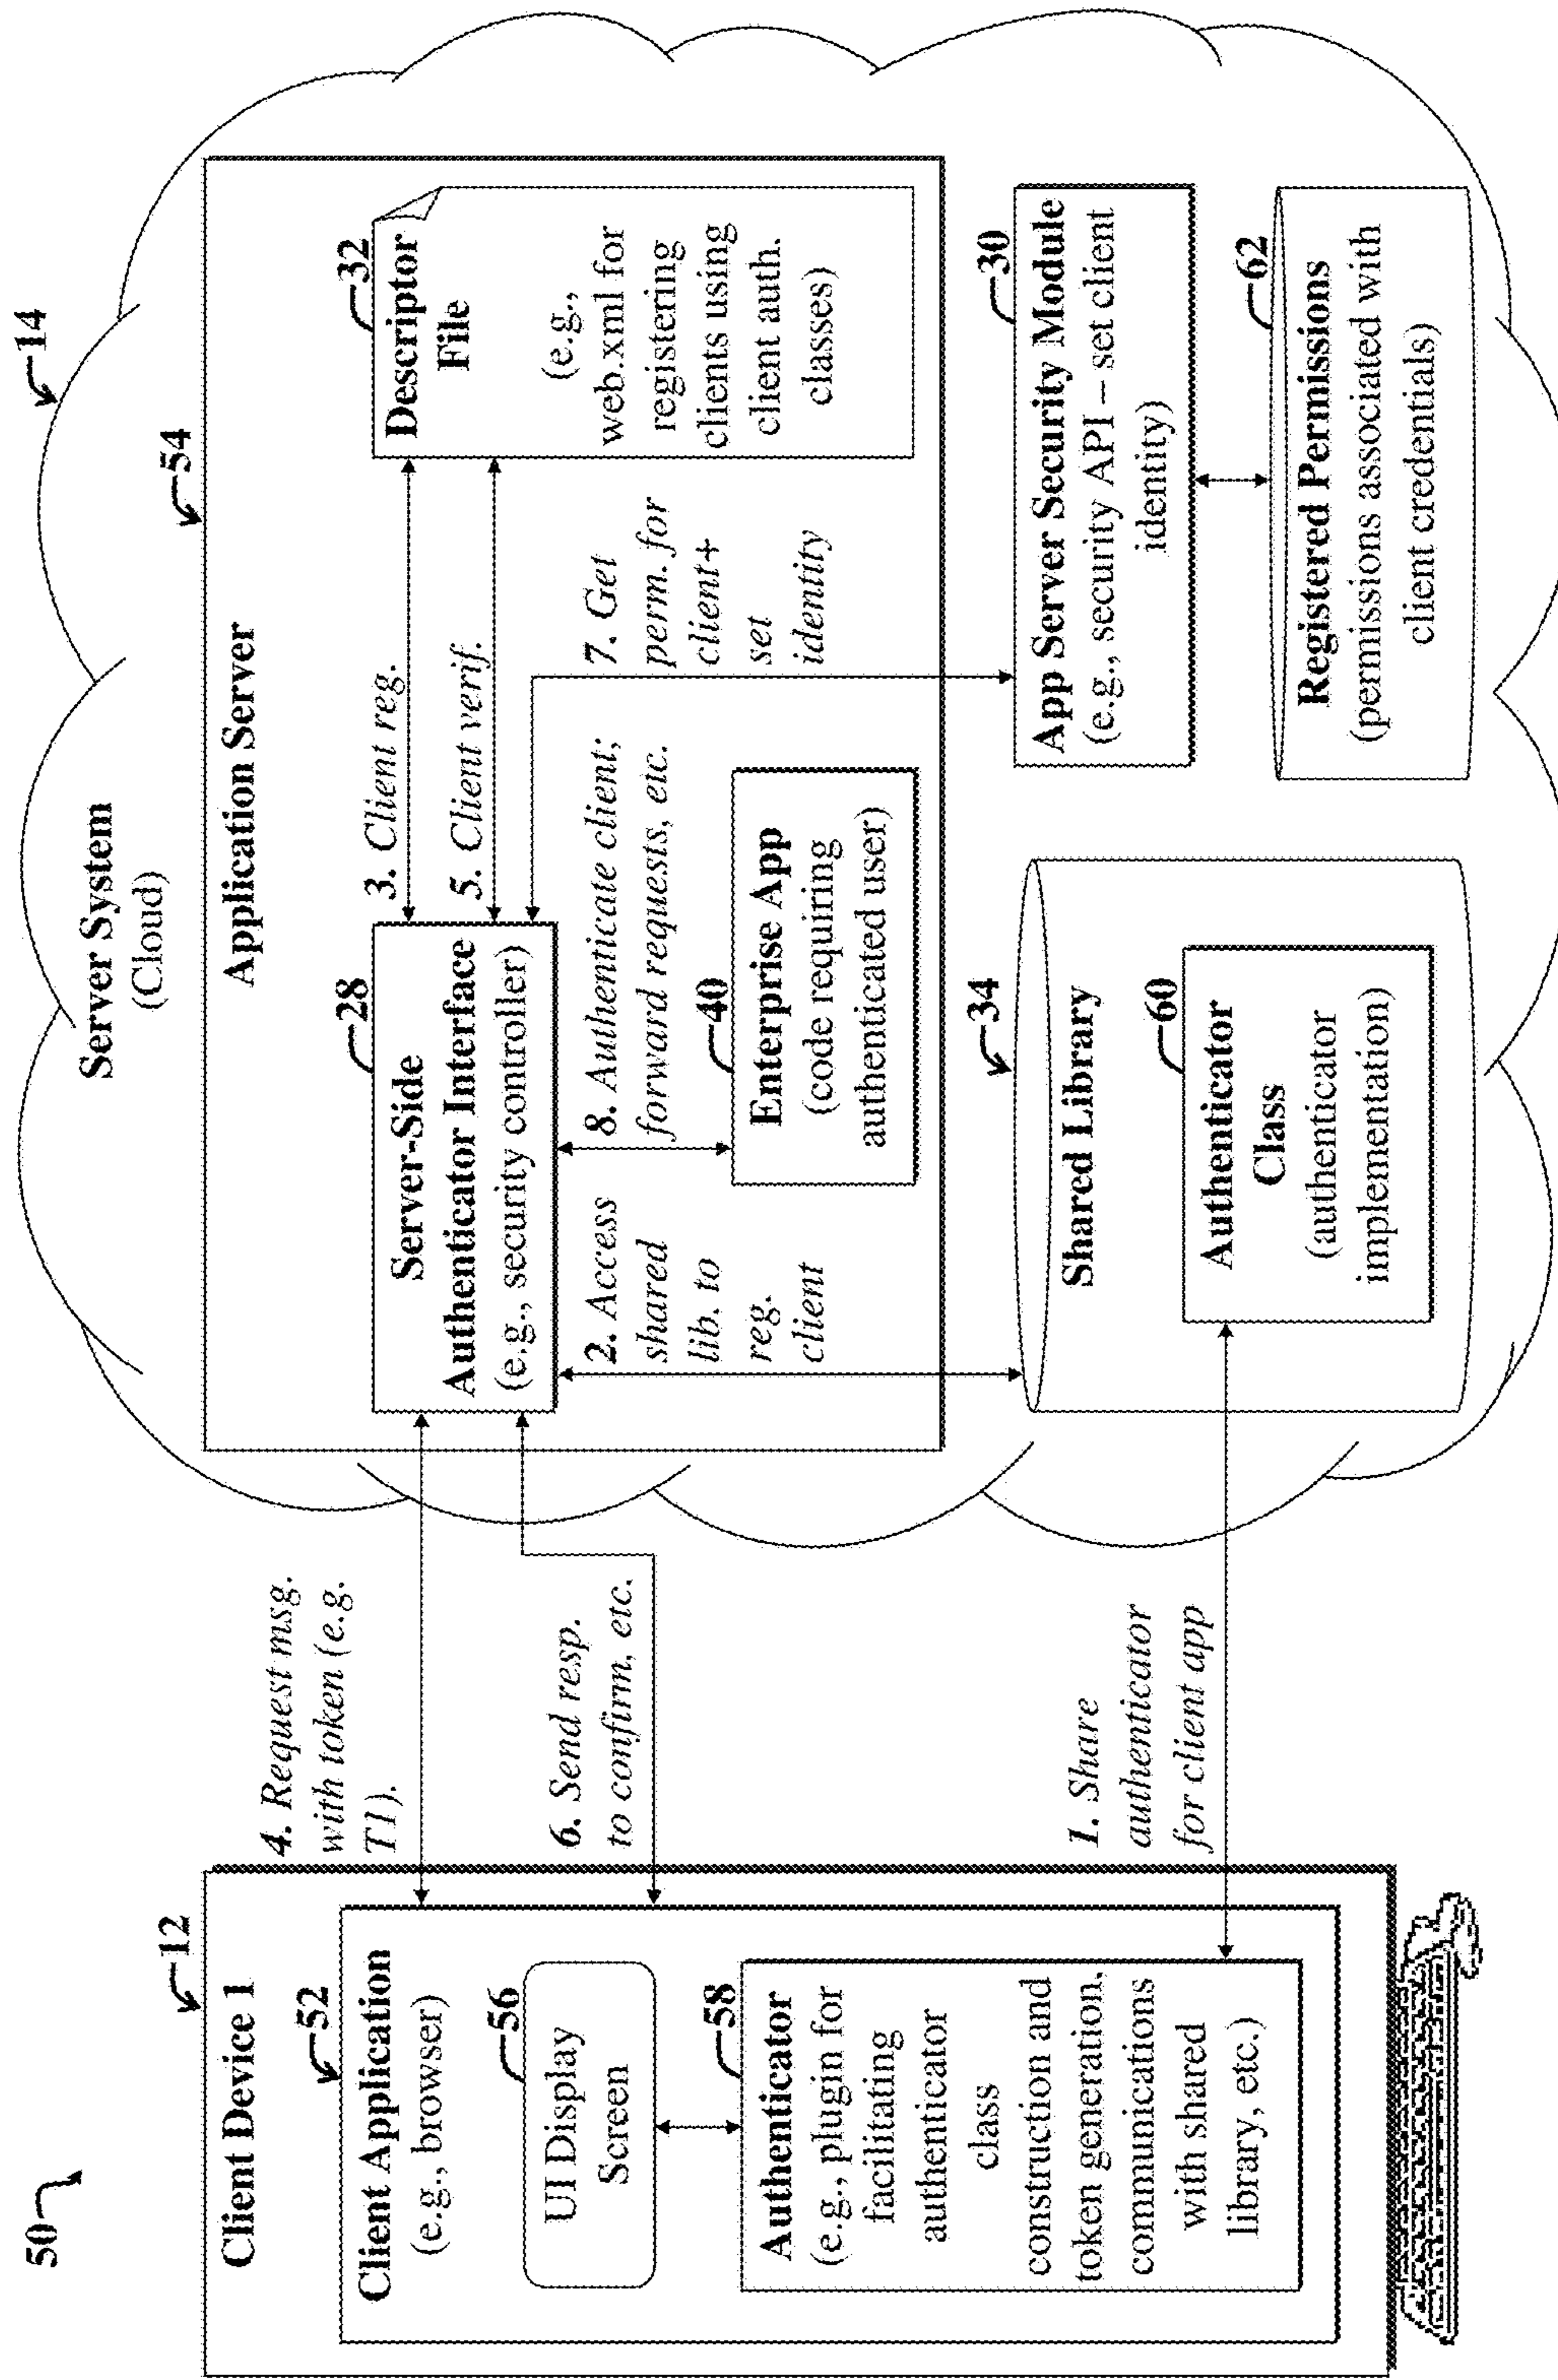 50
12
Client Device 1
52
Client Application
(e.g., browser)
56
UI Display
Screen
58
Authenticator
(e.g., plugin for
facilitating
authenticator
class
construction and
token generation,
communications
with shared
library, etc.)
4. Request msg.
with token (e.g.
T1).
6. Send resp.
to confirm, etc.
1. Share
authenticator
for client app
14
Server System
(Cloud)
54
Application Server
28
Server-Side
Authenticator Interface
(e.g., security controller)
3. Client reg.
5. Client verif.
32
Descriptor
File
(e.g.,
web.xml for
registering
clients using
client auth.
classes)
2. Access
shared
lib. to
reg.
client
8. Authenticate client;
forward requests, etc.
7. Get
perm. for
client+
set
identity
40
Enterprise App
(code requiring
authenticated user)
34
Shared Library
60
Authenticator
Class
(authenticator
implementation)
30
App Server Security Module
(e.g., security API – set client
identity)
62
Registered Permissions
(permissions associated with
client credentials)